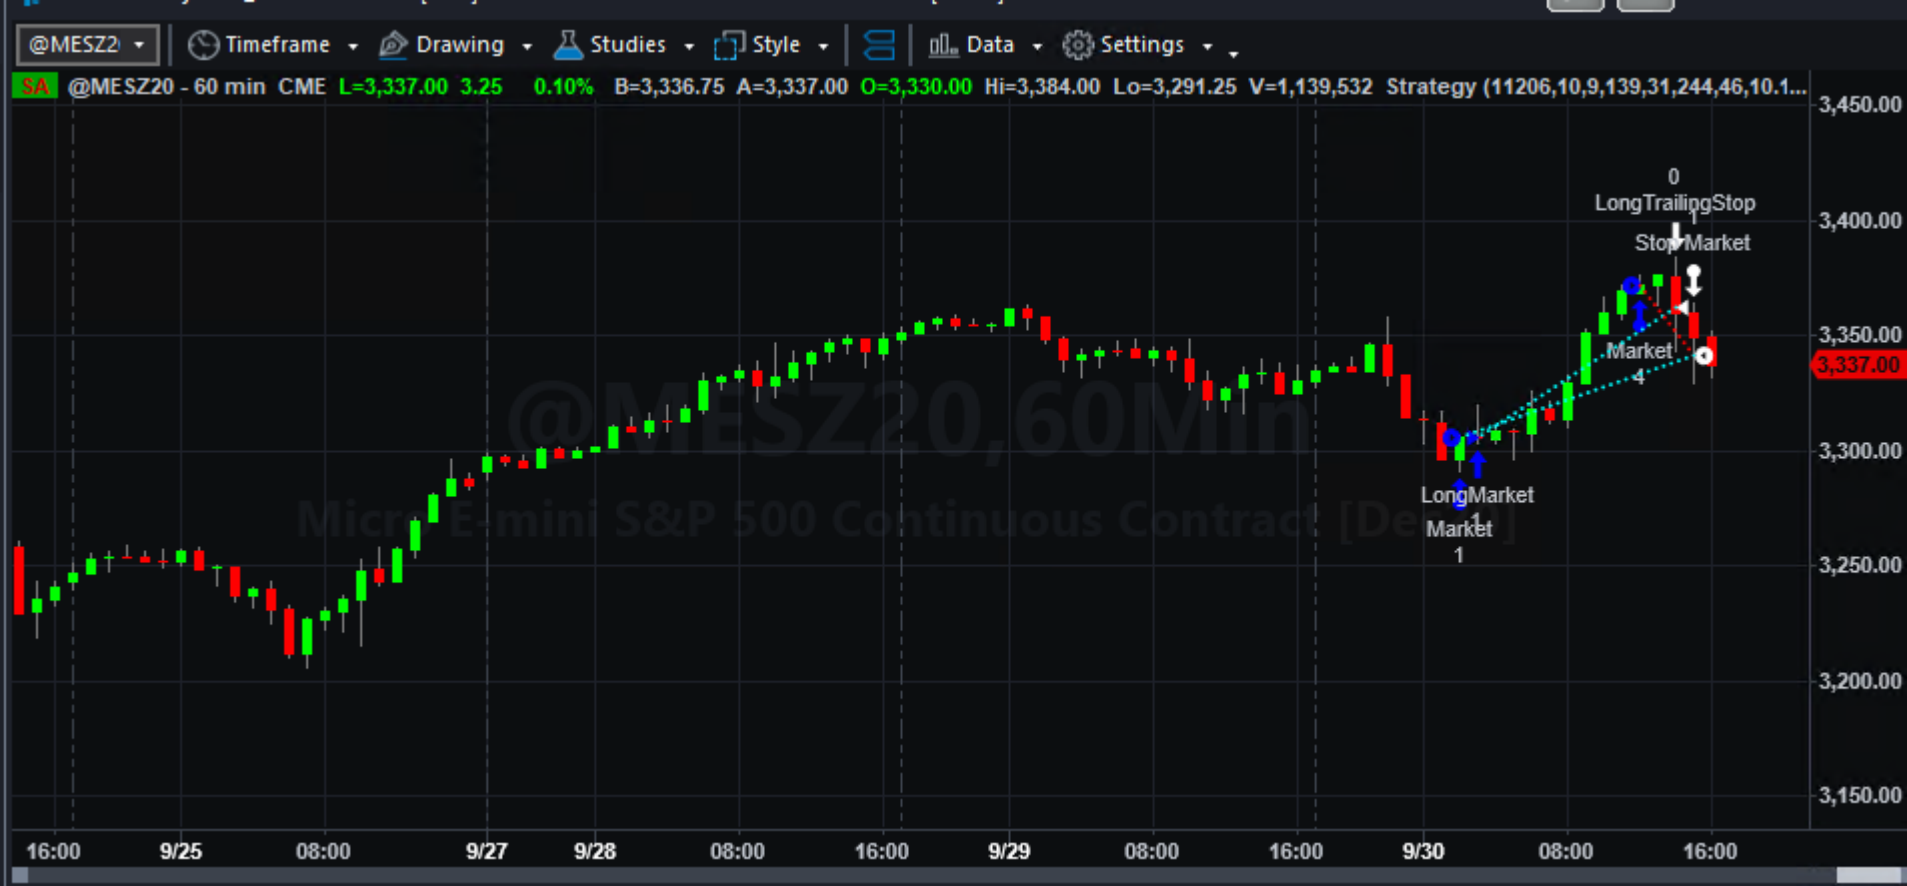 @MESZ2 Timeframe Drawing Studies Style Data Settings
SA @MESZ20 - 60 min CME L=3,337.00 3.25 0.10% B=3,336.75 A=3,337.00 O=3,330.00 Hi=3,384.00 Lo=3,291.25 V=1,139,532 Strategy (11206,10,9,139,31,244,46,10.1...
3,450.00
0
LongTrailingStop
1
3,400.00
Stop Market
3,350.00
Market
3,337.00
4
@MESZ20,60Min
3,300.00
LongMarket
1
Micro E-mini S&P 500 Continuous Contract
Market
1
3,250.00
3,200.00
3,150.00
16:00 9/25 08:00 9/27 9/28 08:00 16:00 9/29 08:00 16:00 9/30 08:00 16:00